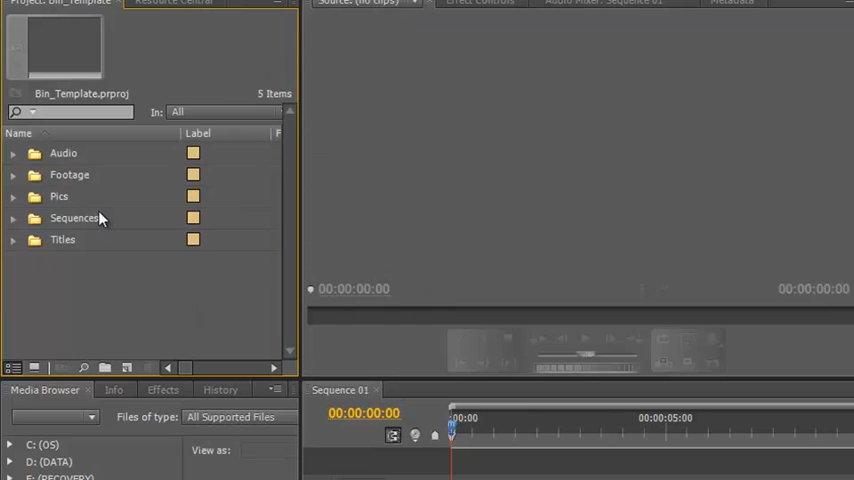 Project: Bin_Template
Resource Central
Source: (no clips)
Effect Controls
Audio Mixer: Sequence 01
Metadata
Bin_Template.prproj
5 Items
In: All
Name
Label
F
Audio
Footage
Pics
Sequences
Titles
00:00:00:00
00:00:00:00
Media Browser
Info
Effects
History
Sequence 01
Files of type: All Supported Files
00:00:00:00
:00:00
00:00:05:00
C: (OS)
View as:
D: (DATA)
E: (RECOVERY)